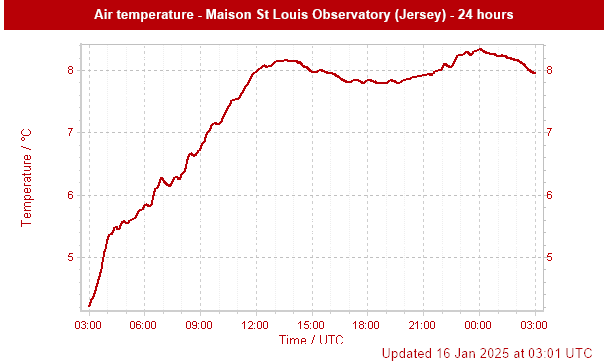 Air temperature - Maison St Louis Observatory (Jersey) - 24 hours
8 8
7 7
6 6
5 5
Temperature / °C
03:00 06:00 09:00 12:00 15:00 18:00 21:00 00:00 03:00
Time / UTC
Updated 16 Jan 2025 at 03:01 UTC